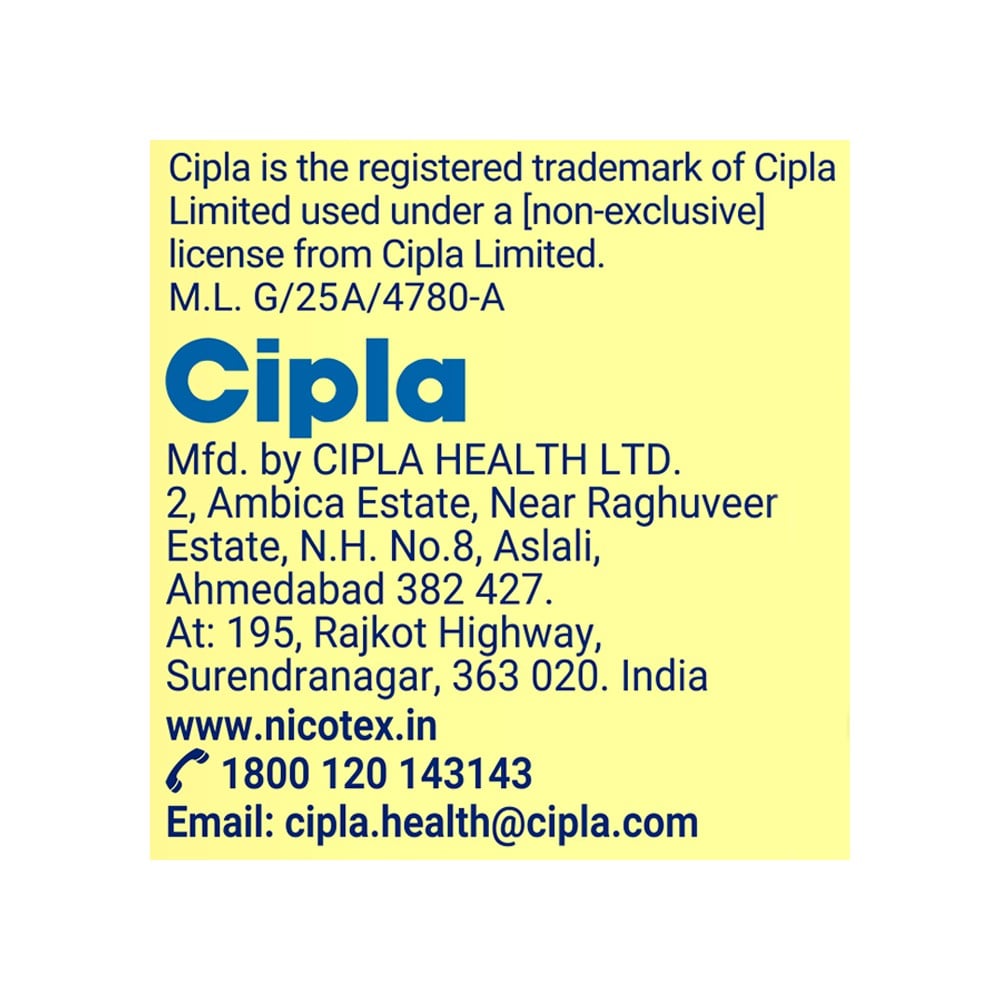 Cipla is the registered trademark of Cipla
Limited used under a [non-exclusive]
license from Cipla Limited.
M.L. G/25A/4780-A
Cipla
Mfd. by CIPLA HEALTH LTD.
2, Ambica Estate, Near Raghuveer
Estate, N.H. No.8, Aslali,
Ahmedabad 382 427.
At: 195, Rajkot Highway,
Surendranagar, 363 020. India
www.nicotex.in
1800 120 143143
Email: cipla.health@cipla.com